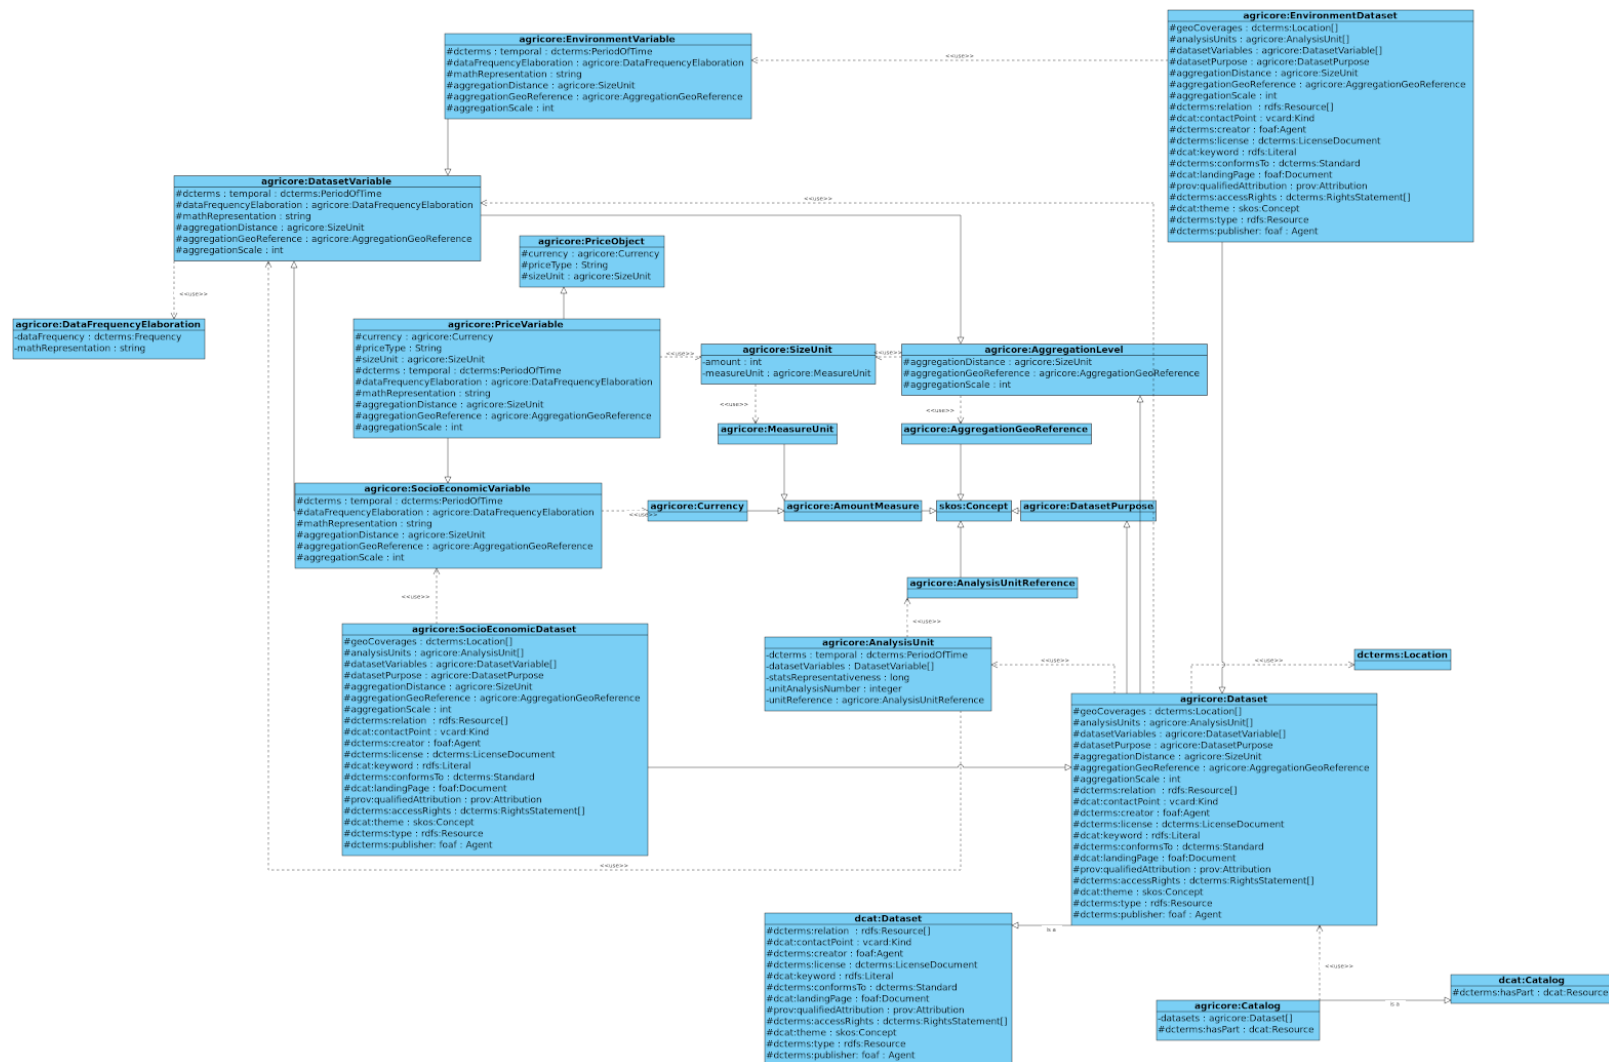 agricore:EnvironmentDataset
#geoCoverages : dcterms:Location[]
#analysisUnits : agricore:AnalysisUnit[]
#datasetVariables : agricore:DatasetVariable[]
#datasetPurpose : agricore:DatasetPurpose
#aggregationDistance : agricore:SizeUnit
#aggregationGeoReference : agricore:AggregationGeoReference
#aggregationScale : int
#dcterms:relation : rdfs:Resource[]
#dcat:contactPoint : vcard:Kind
#dcterms:creator : foaf:Agent
#dcterms:license : dcterms:LicenseDocument
#dcat:keyword : rdfs:Literal
#dcterms:conformsTo : dcterms:Standard
#dcat:landingPage : foaf:Document
#prov:qualifiedAttribution : prov:Attribution
#dcterms:accessRights : dcterms:RightsStatement[]
#dcat:theme : skos:Concept
#dcterms:type : rdfs:Resource
#dcterms:publisher: foaf : Agent
agricore:EnvironmentVariable
#dcterms : temporal : dcterms:PeriodOfTime
#dataFrequencyElaboration : agricore:DataFrequencyElaboration
#mathRepresentation : string
#aggregationDistance : agricore:SizeUnit
#aggregationGeoReference : agricore:AggregationGeoReference
#aggregationScale : int
<<use>>
agricore:DatasetVariable
#dcterms : temporal : dcterms:PeriodOfTime
#dataFrequencyElaboration : agricore:DataFrequencyElaboration
#mathRepresentation : string
#aggregationDistance : agricore:SizeUnit
#aggregationGeoReference : agricore:AggregationGeoReference
#aggregationScale : int
<<use>>
agricore:PriceObject
#currency : agricore:Currency
#priceType : String
#sizeUnit : agricore:SizeUnit
<<use>>
agricore:DataFrequencyElaboration
-dataFrequency : dcterms:Frequency
-mathRepresentation : string
agricore:PriceVariable
#currency : agricore:Currency
#priceType : String
#sizeUnit : agricore:SizeUnit
#dcterms : temporal : dcterms:PeriodOfTime
#dataFrequencyElaboration : agricore:DataFrequencyElaboration
#mathRepresentation : string
#aggregationDistance : agricore:SizeUnit
#aggregationGeoReference : agricore:AggregationGeoReference
#aggregationScale : int
<<use>>
agricore:SizeUnit
-amount : int
-measureUnit : agricore:MeasureUnit
<<use>>
agricore:AggregationLevel
#aggregationDistance : agricore:SizeUnit
#aggregationGeoReference : agricore:AggregationGeoReference
#aggregationScale : int
<<use>>
<<use>>
agricore:MeasureUnit
agricore:AggregationGeoReference
agricore:SocioEconomicVariable
#dcterms : temporal : dcterms:PeriodOfTime
#dataFrequencyElaboration : agricore:DataFrequencyElaboration
#mathRepresentation : string
#aggregationDistance : agricore:SizeUnit
#aggregationGeoReference : agricore:AggregationGeoReference
#aggregationScale : int
<<use>>
agricore:Currency
agricore:AmountMeasure
skos:Concept
agricore:DatasetPurpose
agricore:AnalysisUnitReference
<<use>>
<<use>>
agricore:SocioEconomicDataset
#geoCoverages : dcterms:Location[]
#analysisUnits : agricore:AnalysisUnit[]
#datasetVariables : agricore:DatasetVariable[]
#datasetPurpose : agricore:DatasetPurpose
#aggregationDistance : agricore:SizeUnit
#aggregationGeoReference : agricore:AggregationGeoReference
#aggregationScale : int
#dcterms:relation : rdfs:Resource[]
#dcat:contactPoint : vcard:Kind
#dcterms:creator : foaf:Agent
#dcterms:license : dcterms:LicenseDocument
#dcat:keyword : rdfs:Literal
#dcterms:conformsTo : dcterms:Standard
#dcat:landingPage : foaf:Document
#prov:qualifiedAttribution : prov:Attribution
#dcterms:accessRights : dcterms:RightsStatement[]
#dcat:theme : skos:Concept
#dcterms:type : rdfs:Resource
#dcterms:publisher: foaf : Agent
agricore:AnalysisUnit
-dcterms : temporal : dcterms:PeriodOfTime
-datasetVariables : DatasetVariable[]
-statsRepresentativeness : long
-unitAnalysisNumber : integer
-unitReference : agricore:AnalysisUnitReference
<<use>>
<<use>>
dcterms:Location
agricore:Dataset
#geoCoverages : dcterms:Location[]
#analysisUnits : agricore:AnalysisUnit[]
#datasetVariables : agricore:DatasetVariable[]
#datasetPurpose : agricore:DatasetPurpose
#aggregationDistance : agricore:SizeUnit
#aggregationGeoReference : agricore:AggregationGeoReference
#aggregationScale : int
#dcterms:relation : rdfs:Resource[]
#dcat:contactPoint : vcard:Kind
#dcterms:creator : foaf:Agent
#dcterms:license : dcterms:LicenseDocument
#dcat:keyword : rdfs:Literal
#dcterms:conformsTo : dcterms:Standard
#dcat:landingPage : foaf:Document
#prov:qualifiedAttribution : prov:Attribution
#dcterms:accessRights : dcterms:RightsStatement[]
#dcat:theme : skos:Concept
#dcterms:type : rdfs:Resource
#dcterms:publisher: foaf : Agent
<<use>>
dcat:Dataset
#dcterms:relation : rdfs:Resource[]
#dcat:contactPoint : vcard:Kind
#dcterms:creator : foaf:Agent
#dcterms:license : dcterms:LicenseDocument
#dcat:keyword : rdfs:Literal
#dcterms:conformsTo : dcterms:Standard
#dcat:landingPage : foaf:Document
#prov:qualifiedAttribution : prov:Attribution
#dcterms:accessRights : dcterms:RightsStatement[]
#dcat:theme : skos:Concept
#dcterms:type : rdfs:Resource
#dcterms:publisher: foaf : Agent
is a
<<use>>
agricore:Catalog
-datasets : agricore:Dataset[]
#dcterms:hasPart : dcat:Resource
is a
dcat:Catalog
#dcterms:hasPart : dcat:Resource